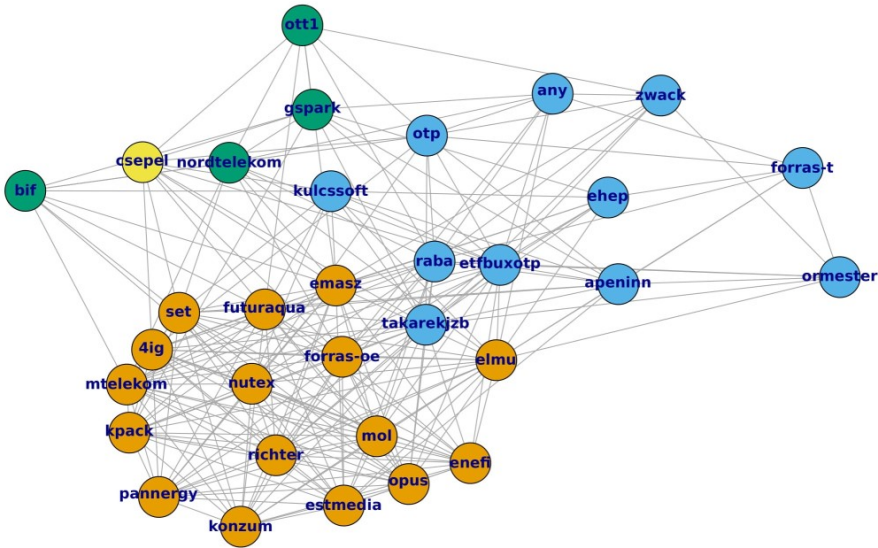 ott1
any
zwack
gspark
otp
csepel
nordtelekom
forras-t
bif
kulcssoft
ehep
raba
etfbuxotp
emasz
apeninn
ormester
set
futuraqua
takarekjzb
4ig
forras-oe
elmu
mtelekom
nutex
kpack
mol
richter
enefi
opus
pannergy
estmedia
konzum